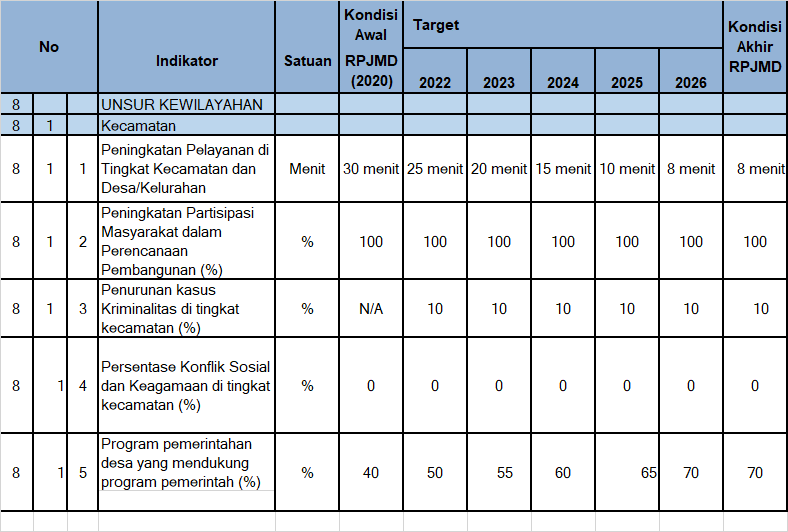 No Indikator Satuan Kondisi Awal RPJMD (2020) Target Kondisi Akhir RPJMD
2022 2023 2024 2025 2026
8 UNSUR KEWILAYAHAN
8 1 Kecamatan
8 1 1 Peningkatan Pelayanan di
Tingkat Kecamatan dan
Desa/Kelurahan
Menit 30 menit 25 menit 20 menit 15 menit 10 menit 8 menit 8 menit
8 1 2 Peningkatan Partisipasi
Masyarakat dalam
Perencanaan
Pembangunan (%)
% 100 100 100 100 100 100 100
8 1 3 Penurunan kasus
Kriminalitas di tingkat
kecamatan (%)
% N/A 10 10 10 10 10 10
8 1 4 Persentase Konflik Sosial
dan Keagamaan di tingkat
kecamatan (%)
% 0 0 0 0 0 0 0
8 1 5 Program pemerintahan
desa yang mendukung
program pemerintah (%)
% 40 50 55 60 65 70 70